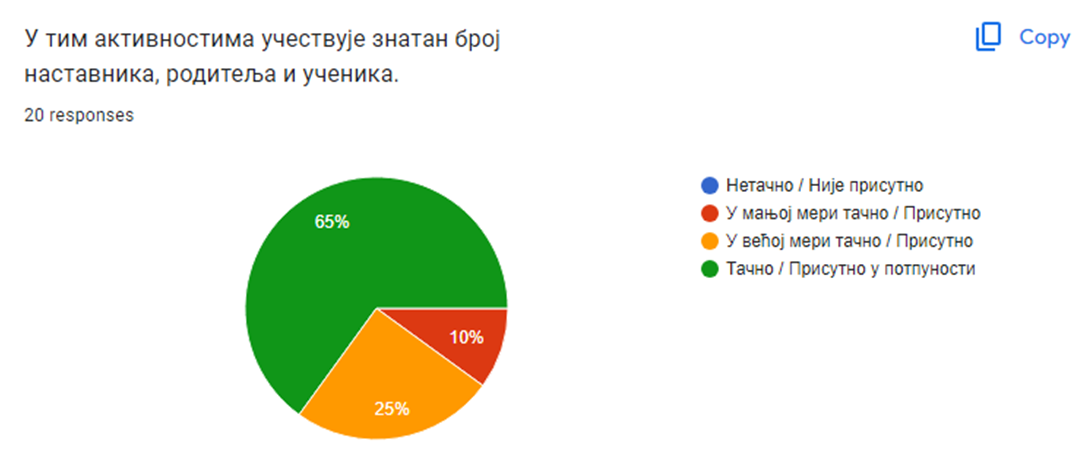 У тим активностима учествује знатан број
наставника, родитеља и ученика.
Copy
20 responses
65%
10%
25%
Нетачно / Није присутно
У мањој мери тачно / Присутно
У већој мери тачно / Присутно
Тачно / Присутно у потпуности